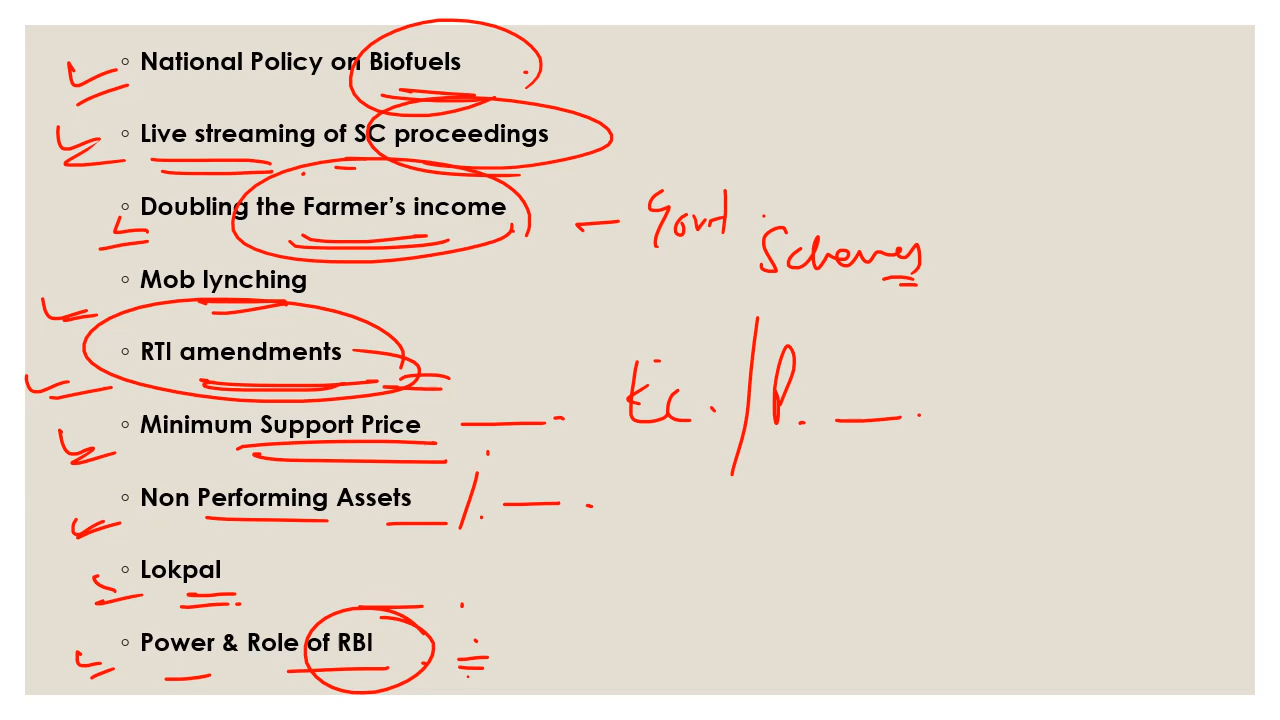 National Policy on Biofuels
Live streaming of SC proceedings
Doubling the Farmer's income
- Govt Schemes
Mob lynching
RTI amendments
Minimum Support Price
Ec. / P.
Non Performing Assets
Lokpal
Power & Role of RBI